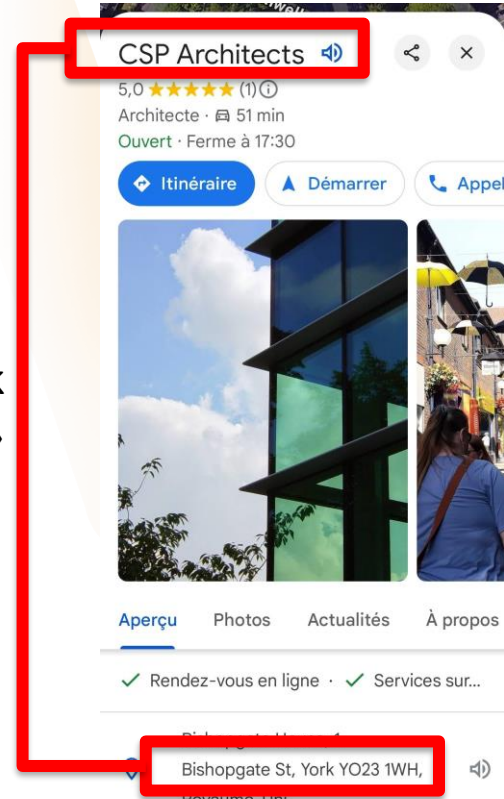 CSP Architects
5,0 ★★★★★ (1)
Architecte · 51 min
Ouvert · Ferme à 17:30
Itinéraire Démarrer Appel
Aperçu Photos Actualités À propos
✓ Rendez-vous en ligne · ✓ Services sur...
Bishopgate St, York YO23 1WH,